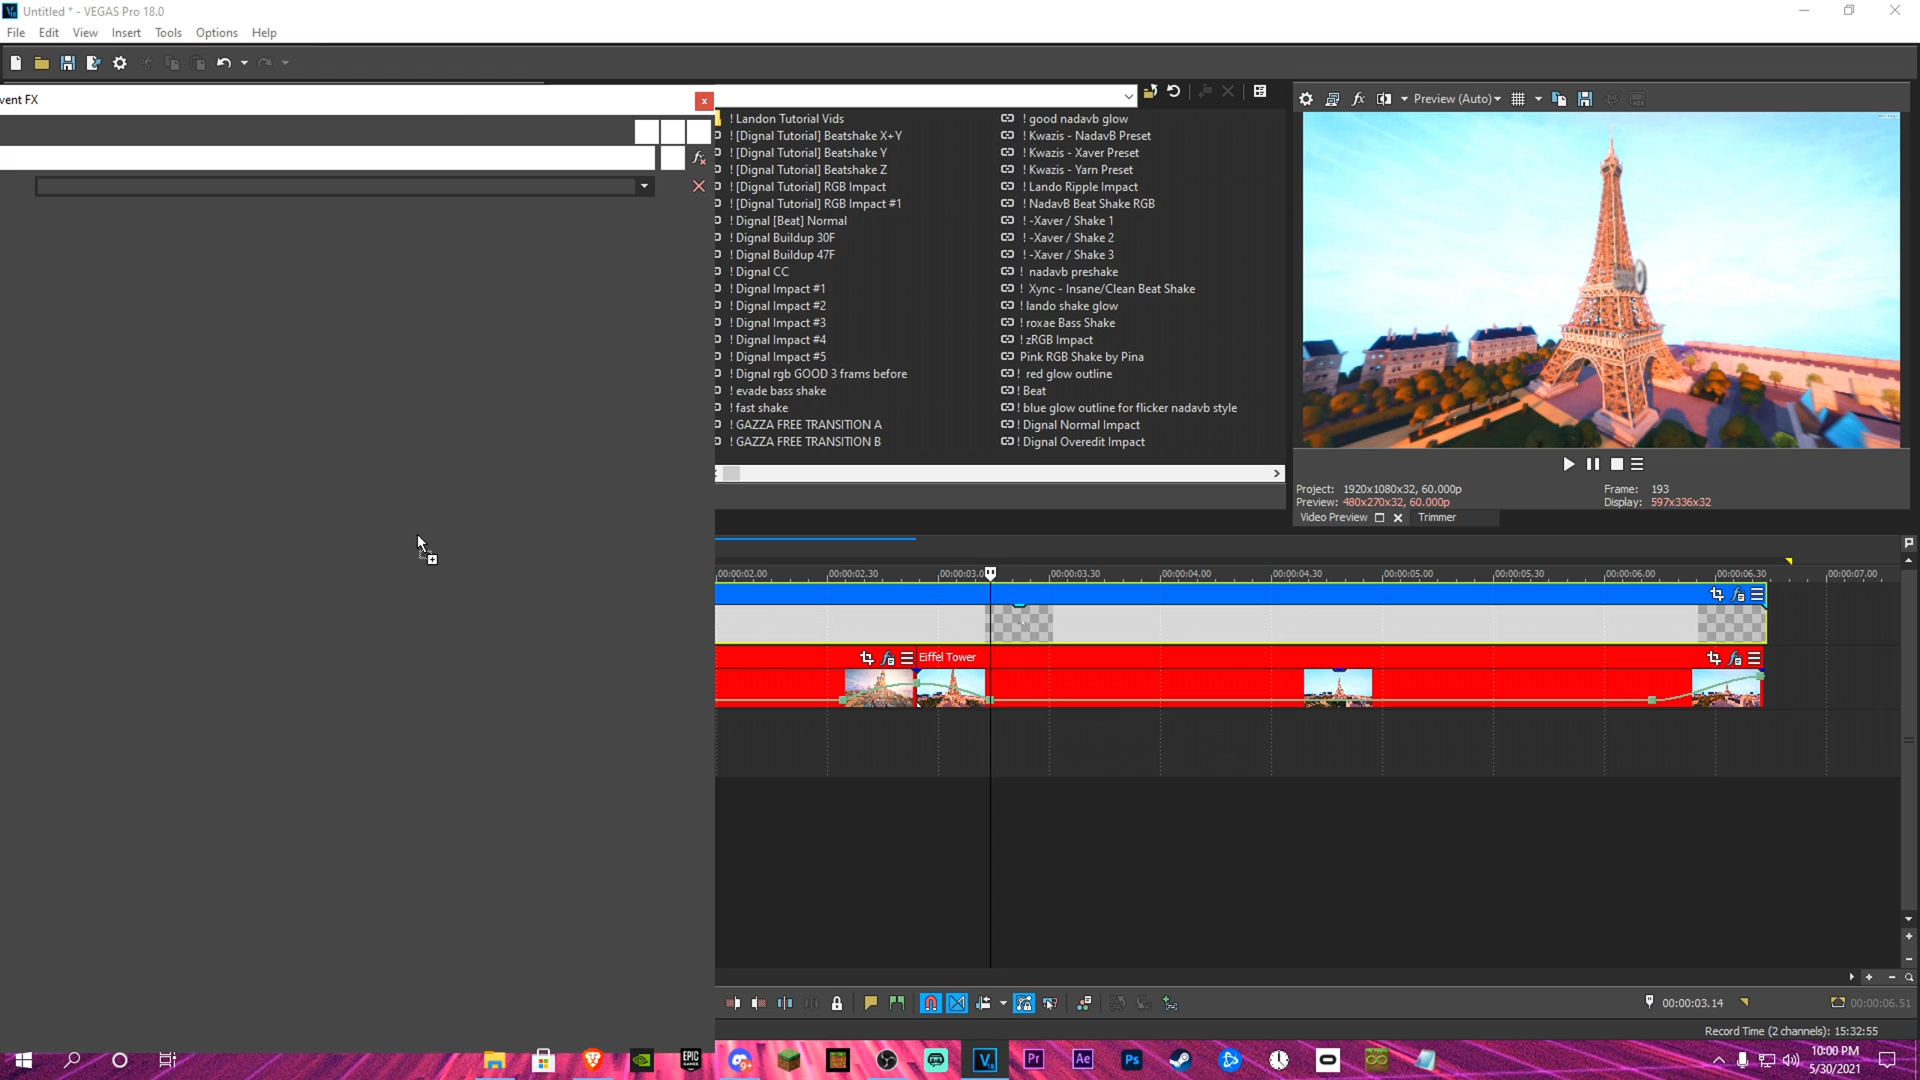 Untitled * - VEGAS Pro 18.0
File Edit View Insert Tools Options Help
vent FX
Preview (Auto)
! Landon Tutorial Vids
! [Dignal Tutorial] Beatshake X+Y
! [Dignal Tutorial] Beatshake Y
! [Dignal Tutorial] Beatshake Z
! [Dignal Tutorial] RGB Impact
! [Dignal Tutorial] RGB Impact #1
! Dignal [Beat] Normal
! Dignal Buildup 30F
! Dignal Buildup 47F
! Dignal CC
! Dignal Impact #1
! Dignal Impact #2
! Dignal Impact #3
! Dignal Impact #4
! Dignal Impact #5
! Dignal rgb GOOD 3 frams before
! evade bass shake
! fast shake
! GAZZA FREE TRANSITION A
! GAZZA FREE TRANSITION B
! good nadavb glow
! Kwazis - NadavB Preset
! Kwazis - Xaver Preset
! Kwazis - Yarn Preset
! Lando Ripple Impact
! NadavB Beat Shake RGB
! -Xaver / Shake 1
! -Xaver / Shake 2
! -Xaver / Shake 3
! nadavb preshake
! Xync - Insane/Clean Beat Shake
! lando shake glow
! roxae Bass Shake
! zRGB Impact
Pink RGB Shake by Pina
! red glow outline
! Beat
! blue glow outline for flicker nadavb style
! Dignal Normal Impact
! Dignal Overedit Impact
Project: 1920x1080x32, 60.000p
Frame: 193
Preview: 480x270x32, 60.000p
Display: 597x336x32
Video Preview Trimmer
00:00:02.00 00:00:02.30 00:00:03.0 00:00:03.30 00:00:04.00 00:00:04.30 00:00:05.00 00:00:05.30 00:00:06.00 00:00:06.30 00:00:07.00
Eiffel Tower
00:00:03.14 00:00:06.51
Record Time (2 channels): 15:32:55
EPIC GAMES 9+ V. Pr Ae Ps
10:00 PM
5/30/2021